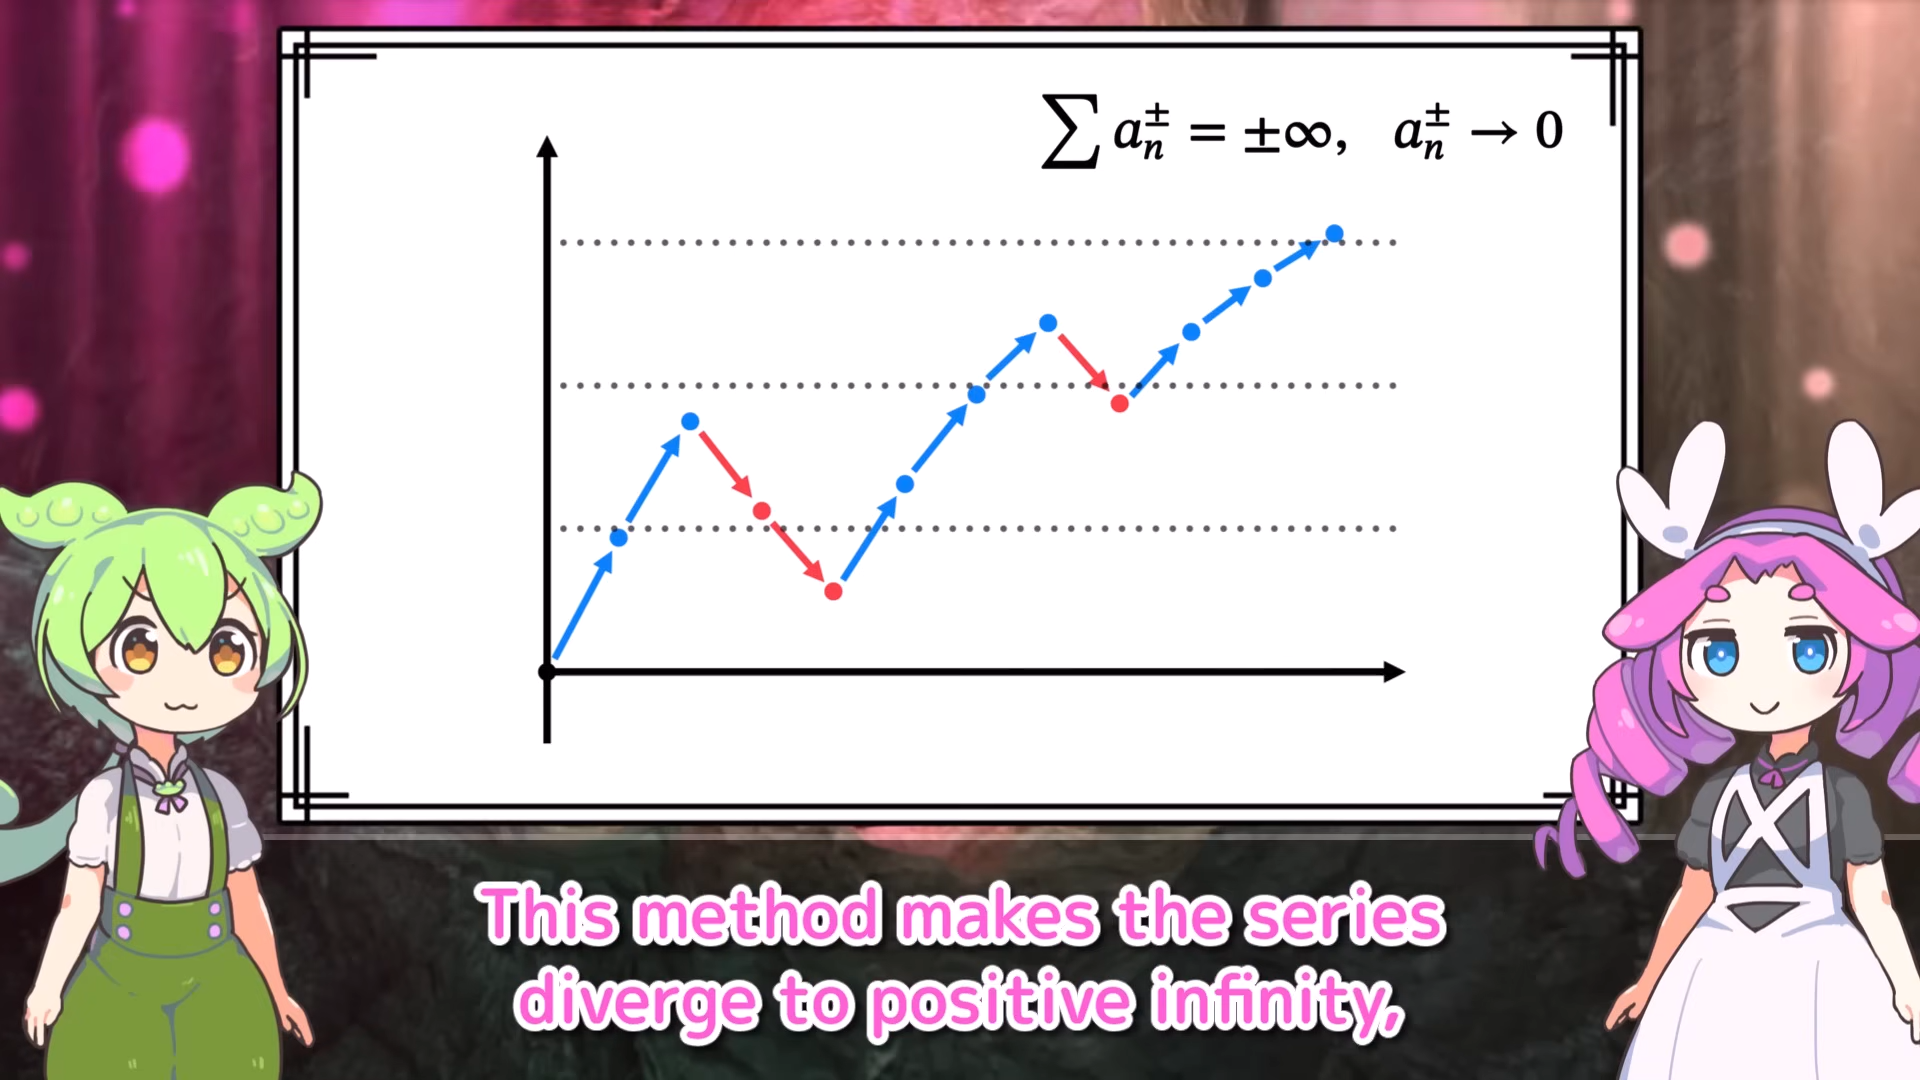 ∑ aₙ^± = ±∞, aₙ^± → 0
This method makes the series
diverge to positive infinity,